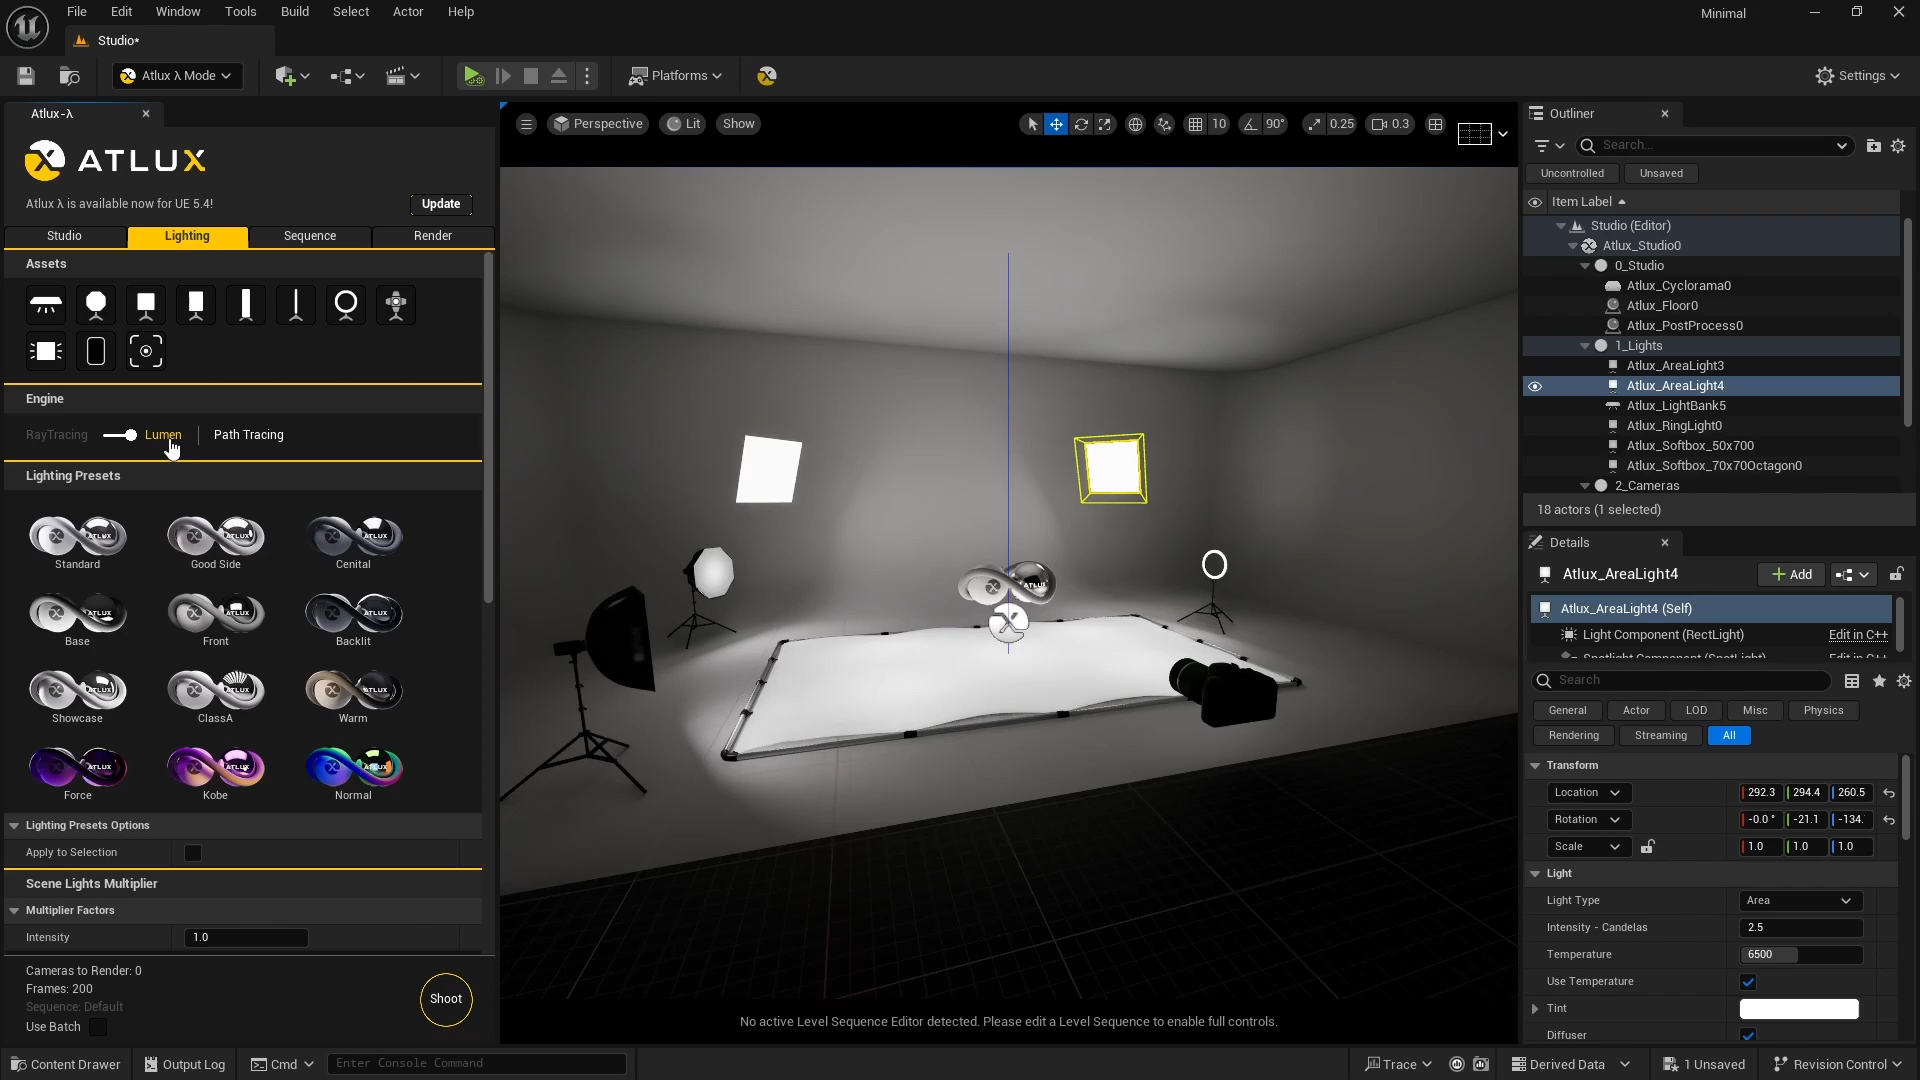 File Edit Window Tools Build Select Actor Help
Minimal
Studio*
Atlux λ Mode
Platforms
Settings
Atlux-λ
ATLUX
Atlux λ is available now for UE 5.4!
Update
Studio Lighting Sequence Render
Assets
Engine
RayTracing Lumen Path Tracing
Lighting Presets
Standard Good Side Cenital
Base Front Backlit
Showcase ClassA Warm
Force Kobe Normal
Lighting Presets Options
Apply to Selection
Scene Lights Multiplier
Multiplier Factors
Intensity 1.0
Cameras to Render: 0
Frames: 200
Sequence: Default
Use Batch
Shoot
Perspective Lit Show
10 90° 0.25 0.3
ATLUX
No active Level Sequence Editor detected. Please edit a Level Sequence to enable full controls.
Outliner
Search...
Uncontrolled Unsaved
Item Label
Studio (Editor)
Atlux_Studio0
0_Studio
Atlux_Cyclorama0
Atlux_Floor0
Atlux_PostProcess0
1_Lights
Atlux_AreaLight3
Atlux_AreaLight4
Atlux_LightBank5
Atlux_RingLight0
Atlux_Softbox_50x700
Atlux_Softbox_70x70Octagon0
2_Cameras
18 actors (1 selected)
Details
Atlux_AreaLight4
Add
Atlux_AreaLight4 (Self)
Light Component (RectLight) Edit in C++
Spotlight Component (SpotLight) Edit in C++
Search
General Actor LOD Misc Physics
Rendering Streaming All
Transform
Location 292.3 294.4 260.5
Rotation -0.0° -21.1 -134.
Scale 1.0 1.0 1.0
Light
Light Type Area
Intensity - Candelas 2.5
Temperature 6500
Use Temperature
Tint
Diffuser
Content Drawer Output Log Cmd Enter Console Command
Trace Derived Data 1 Unsaved Revision Control